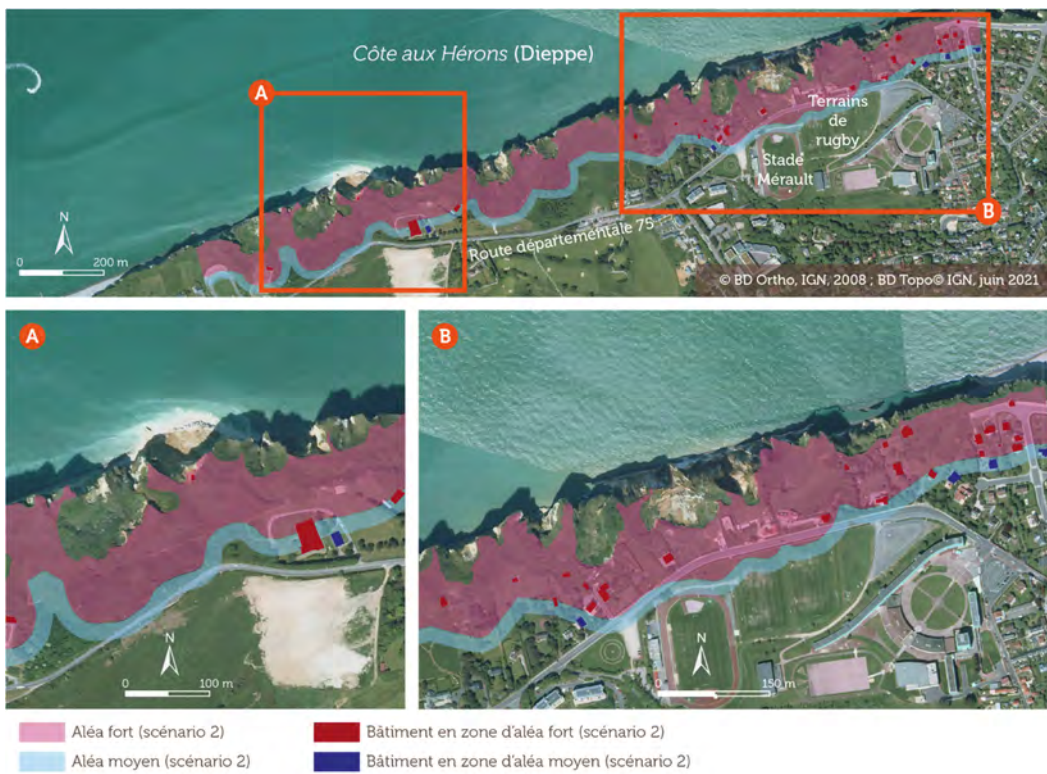 Côte aux Hérons (Dieppe)
A
Terrains
de
rugby
Stade
Mérault
B
N
Route départementale 75
0 200 m
© BD Ortho, IGN, 2008 ; BD Topo© IGN, juin 2021
A
B
N
0 100 m
N
0 150 m
Aléa fort (scénario 2)
Bâtiment en zone d'aléa fort (scénario 2)
Aléa moyen (scénario 2)
Bâtiment en zone d'aléa moyen (scénario 2)